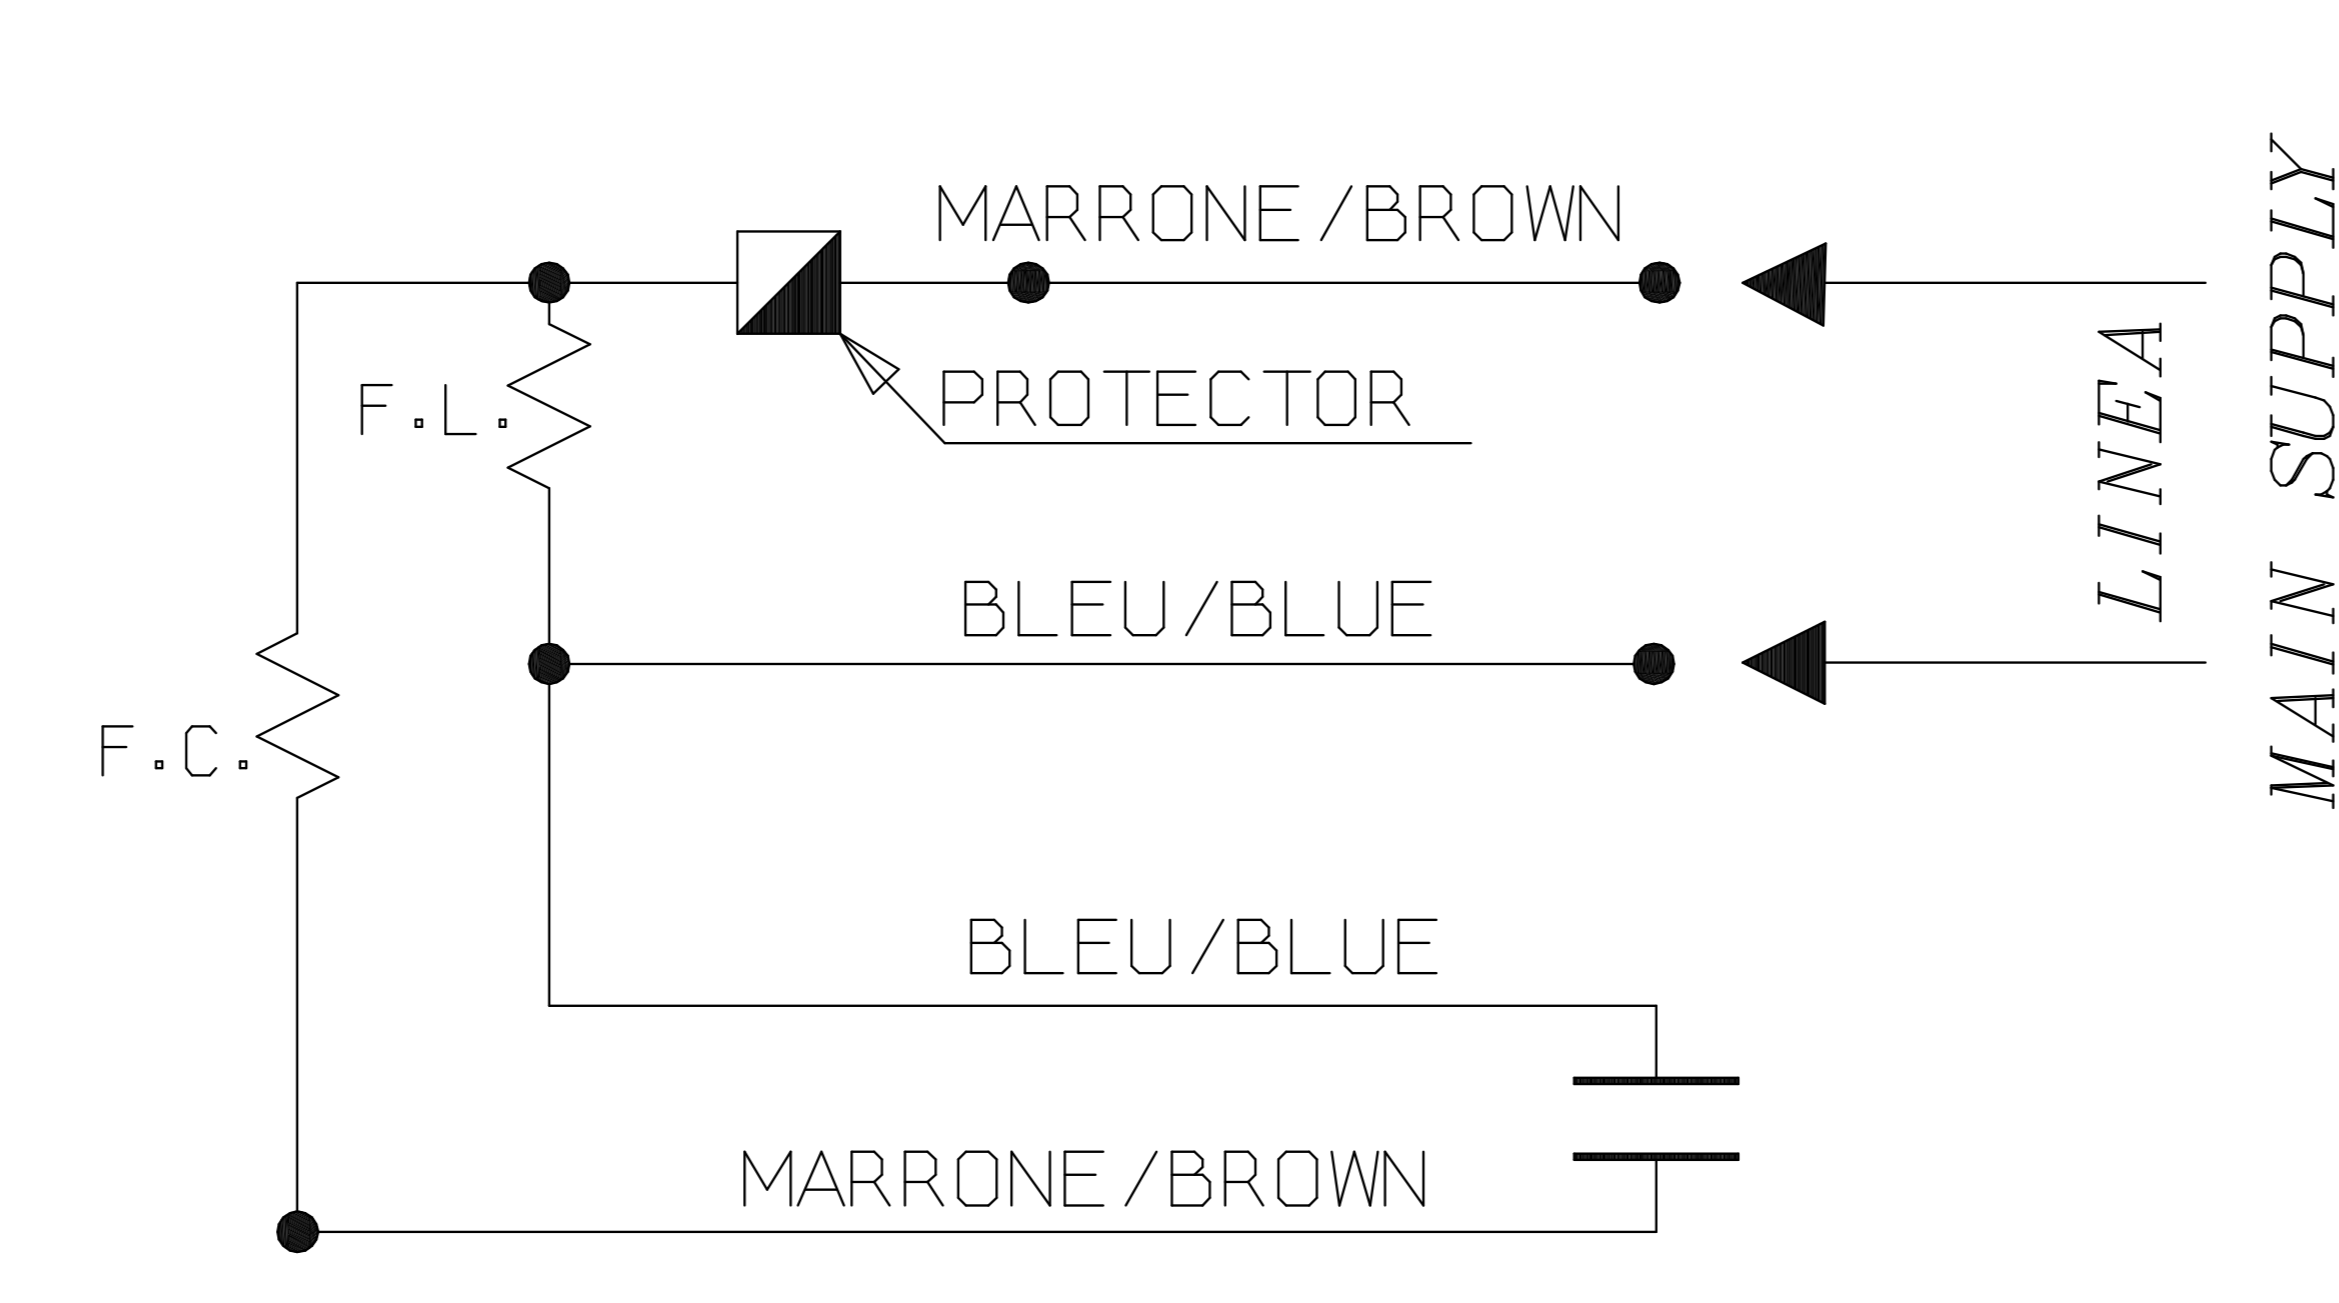 MARRONE/BROWN
PROTECTOR
F.L.
BLEU/BLUE
F.C.
BLEU/BLUE
MARRONE/BROWN
LINEA
MAIN SUPPLY